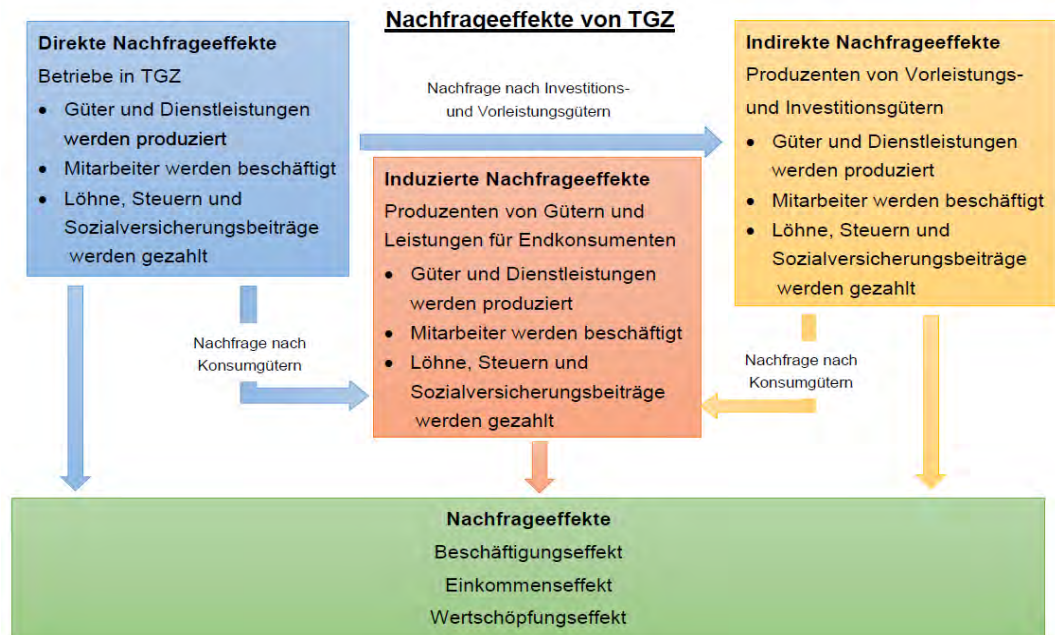 Nachfrageeffekte von TGZ
Direkte Nachfrageeffekte
Betriebe in TGZ
• Güter und Dienstleistungen
werden produziert
• Mitarbeiter werden beschäftigt
• Löhne, Steuern und
Sozialversicherungsbeiträge
werden gezahlt
Nachfrage nach Investitions-
und Vorleistungsgütern
Indirekte Nachfrageeffekte
Produzenten von Vorleistungs-
und Investitionsgütern
• Güter und Dienstleistungen
werden produziert
• Mitarbeiter werden beschäftigt
• Löhne, Steuern und
Sozialversicherungsbeiträge
werden gezahlt
Induzierte Nachfrageeffekte
Produzenten von Gütern und
Leistungen für Endkonsumenten
• Güter und Dienstleistungen
werden produziert
• Mitarbeiter werden beschäftigt
• Löhne, Steuern und
Sozialversicherungsbeiträge
werden gezahlt
Nachfrage nach
Konsumgütern
Nachfrage nach
Konsumgütern
Nachfrageeffekte
Beschäftigungseffekt
Einkommenseffekt
Wertschöpfungseffekt